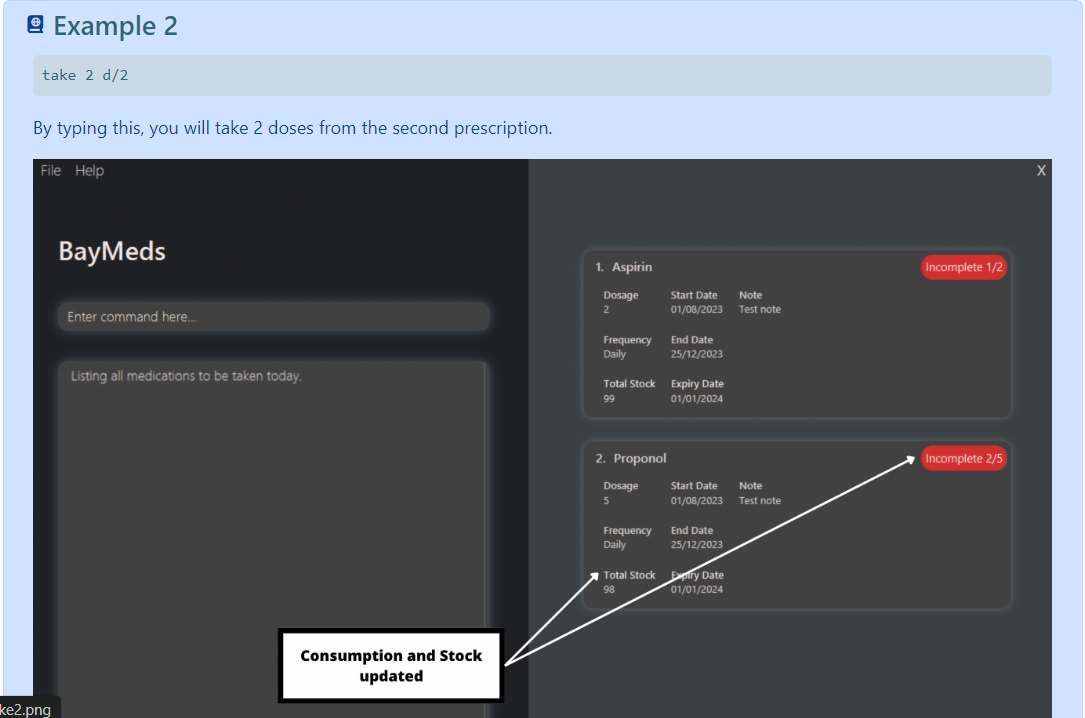 Example 2
take 2 d/2
By typing this, you will take 2 doses from the second prescription.
File Help X
BayMeds
Enter command here...
Listing all medications to be taken today.
1. Aspirin Incomplete 1/2
Dosage Start Date Note
2 01/08/2023 Test note
Frequency End Date
Daily 25/12/2023
Total Stock Expiry Date
99 01/01/2024
2. Proponol Incomplete 2/5
Dosage Start Date Note
5 01/08/2023 Test note
Frequency End Date
Daily 25/12/2023
Total Stock Expiry Date
98 01/01/2024
Consumption and Stock
updated
ke2.png